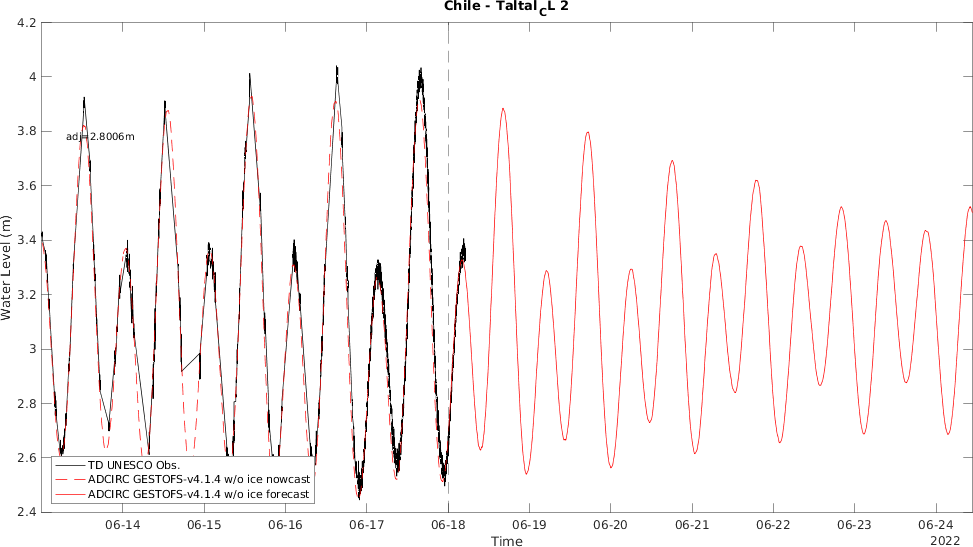 Chile - Taltal_CL 2
4.2
4
3.8
3.6
3.4
3.2
3
2.8
2.6
2.4
Water Level (m)
adj=2.8006m
TD UNESCO Obs.
ADCIRC GESTOFS-v4.1.4 w/o ice nowcast
ADCIRC GESTOFS-v4.1.4 w/o ice forecast
06-14 06-15 06-16 06-17 06-18 06-19 06-20 06-21 06-22 06-23 06-24
Time
2022